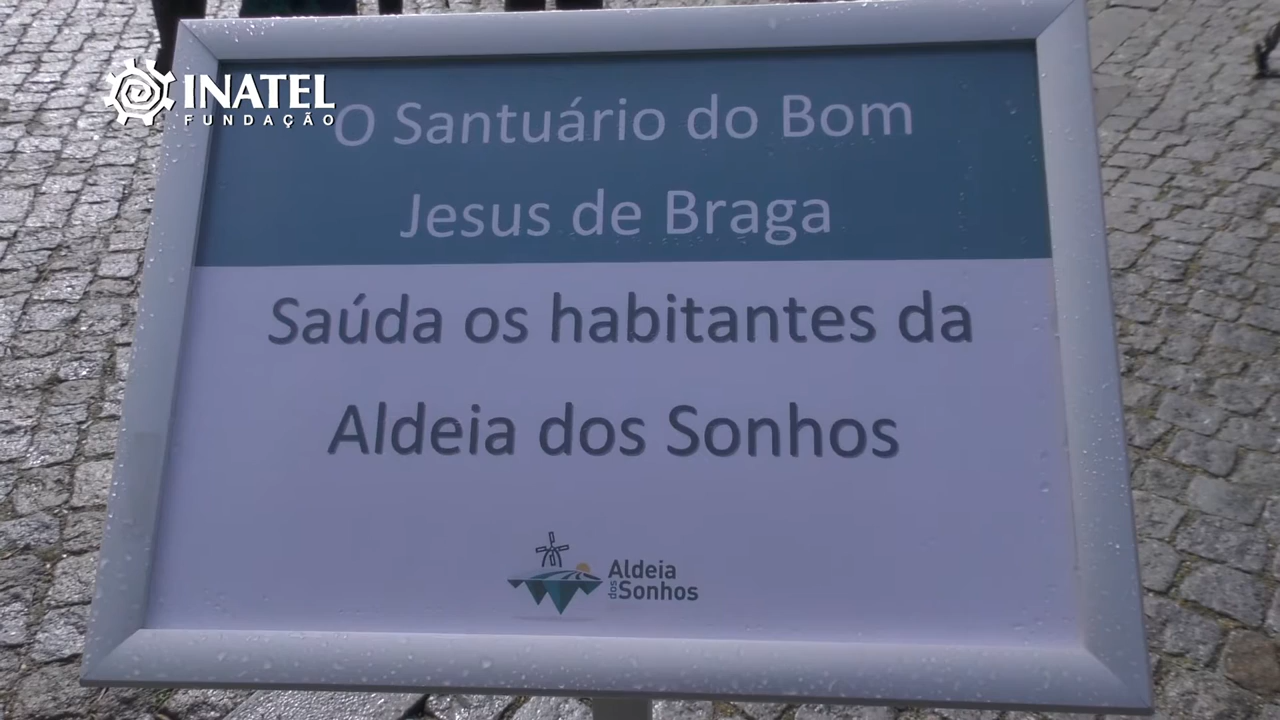 INATEL
FUNDAÇÃO
O Santuário do Bom
Jesus de Braga
Saúda os habitantes da
Aldeia dos Sonhos
Aldeia
dos Sonhos